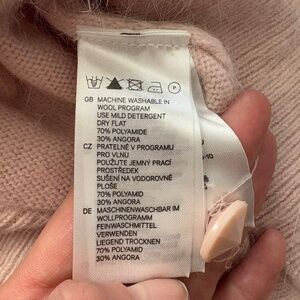 P
GB MACHINE WASHABLE IN
WOOL PROGRAM
USE MILD DETERGENT
DRY FLAT
70% POLYAMIDE
30% ANGORA
CZ PRATELNÉ V PROGRAMU
PRO VLNU
POUŽIJTE JEMNÝ PRACÍ
PROSTŘEDEK
SUŠENÍ NA VODOROVNÉ
PLOŠE
70% POLYAMID
30% ANGORA
DE MASCHINENWASCHBAR IM
WOLLPROGRAMM
FEINWASCHMITTEL
VERWENDEN
LIEGEND TROCKNEN
70% POLYAMID
30% ANGORA